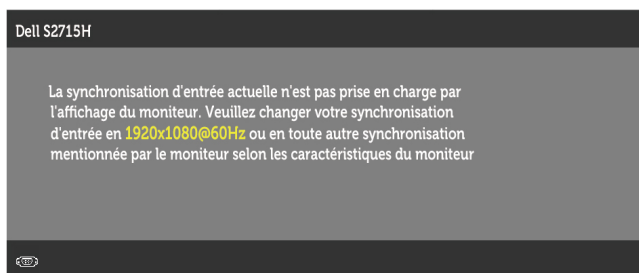 Dell S2715H
La synchronisation d'entrée actuelle n'est pas prise en charge par
l'affichage du moniteur. Veuillez changer votre synchronisation
d'entrée en 1920x1080@60Hz ou en toute autre synchronisation
mentionnée par le moniteur selon les caractéristiques du moniteur